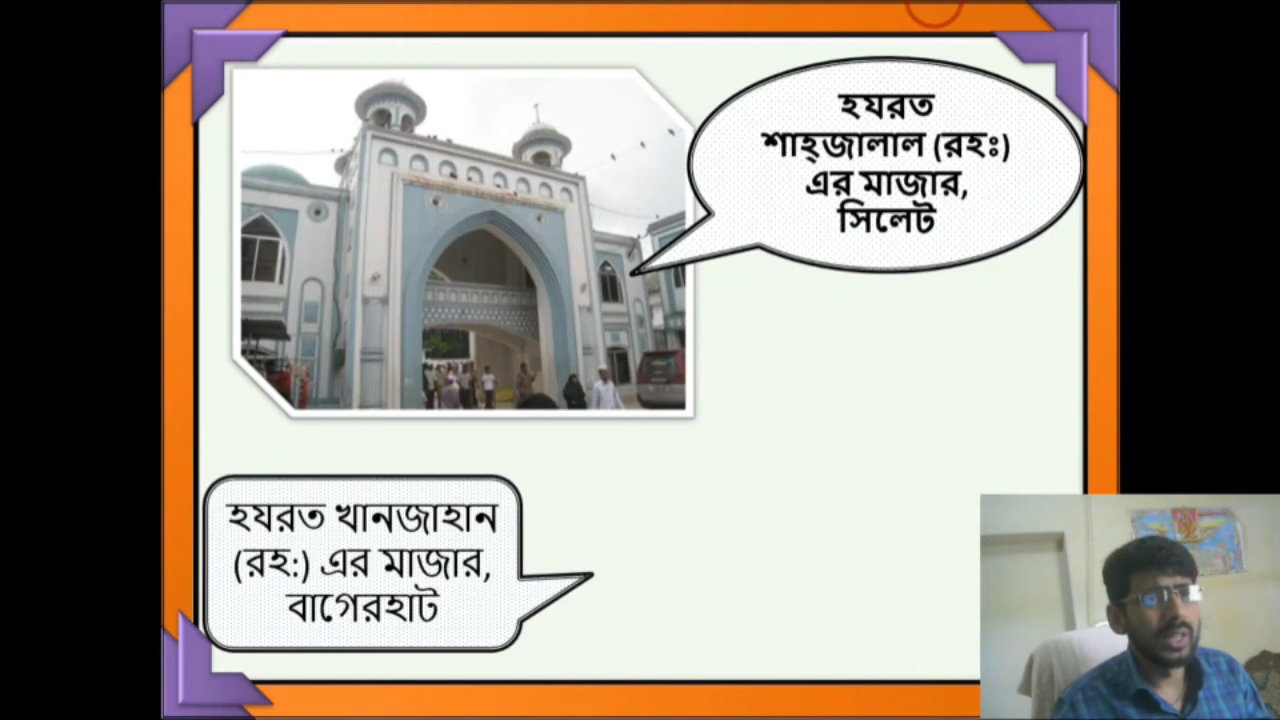 হযরত
শাহ্জালাল (রহঃ)
এর মাজার,
সিলেট
হযরত খানজাহান
(রহ:) এর মাজার,
বাগেরহাট